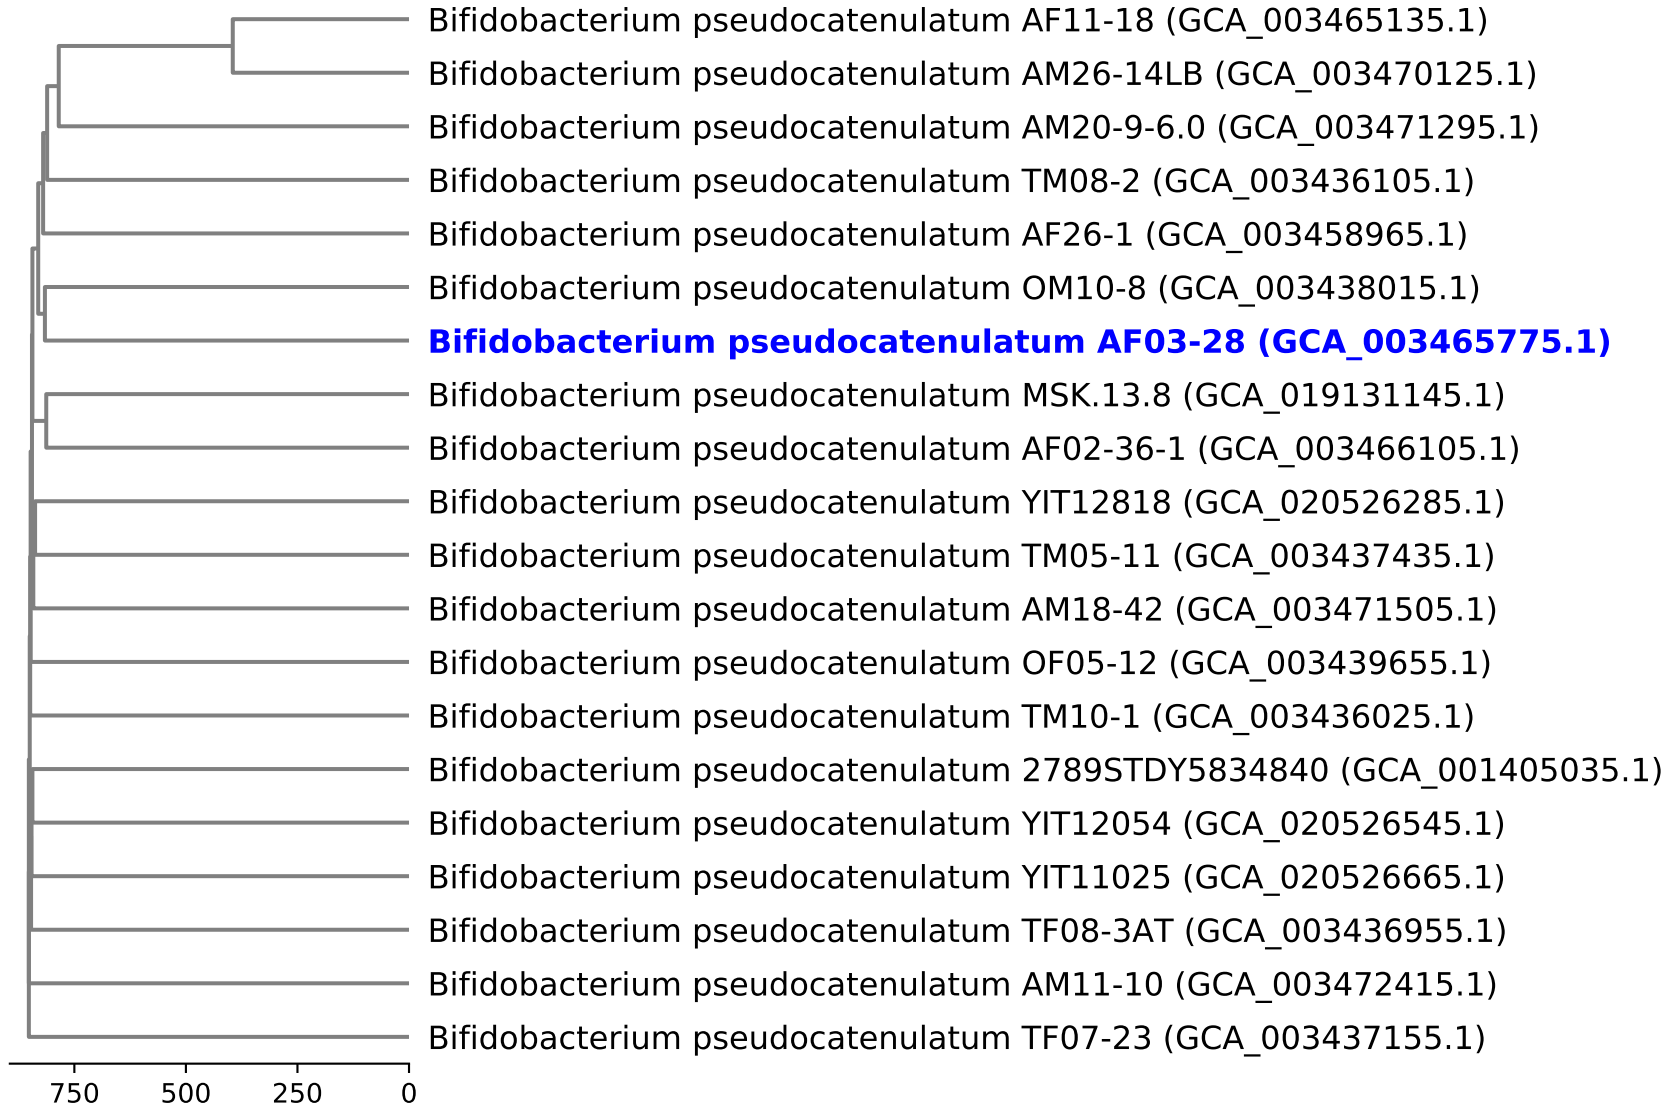 Bifidobacterium pseudocatenulatum AF11-18 (GCA_003465135.1)
Bifidobacterium pseudocatenulatum AM26-14LB (GCA_003470125.1)
Bifidobacterium pseudocatenulatum AM20-9-6.0 (GCA_003471295.1)
Bifidobacterium pseudocatenulatum TM08-2 (GCA_003436105.1)
Bifidobacterium pseudocatenulatum AF26-1 (GCA_003458965.1)
Bifidobacterium pseudocatenulatum OM10-8 (GCA_003438015.1)
Bifidobacterium pseudocatenulatum AF03-28 (GCA_003465775.1)
Bifidobacterium pseudocatenulatum MSK.13.8 (GCA_019131145.1)
Bifidobacterium pseudocatenulatum AF02-36-1 (GCA_003466105.1)
Bifidobacterium pseudocatenulatum YIT12818 (GCA_020526285.1)
Bifidobacterium pseudocatenulatum TM05-11 (GCA_003437435.1)
Bifidobacterium pseudocatenulatum AM18-42 (GCA_003471505.1)
Bifidobacterium pseudocatenulatum OF05-12 (GCA_003439655.1)
Bifidobacterium pseudocatenulatum TM10-1 (GCA_003436025.1)
Bifidobacterium pseudocatenulatum 2789STDY5834840 (GCA_001405035.1)
Bifidobacterium pseudocatenulatum YIT12054 (GCA_020526545.1)
Bifidobacterium pseudocatenulatum YIT11025 (GCA_020526665.1)
Bifidobacterium pseudocatenulatum TF08-3AT (GCA_003436955.1)
Bifidobacterium pseudocatenulatum AM11-10 (GCA_003472415.1)
Bifidobacterium pseudocatenulatum TF07-23 (GCA_003437155.1)
750 500 250 0